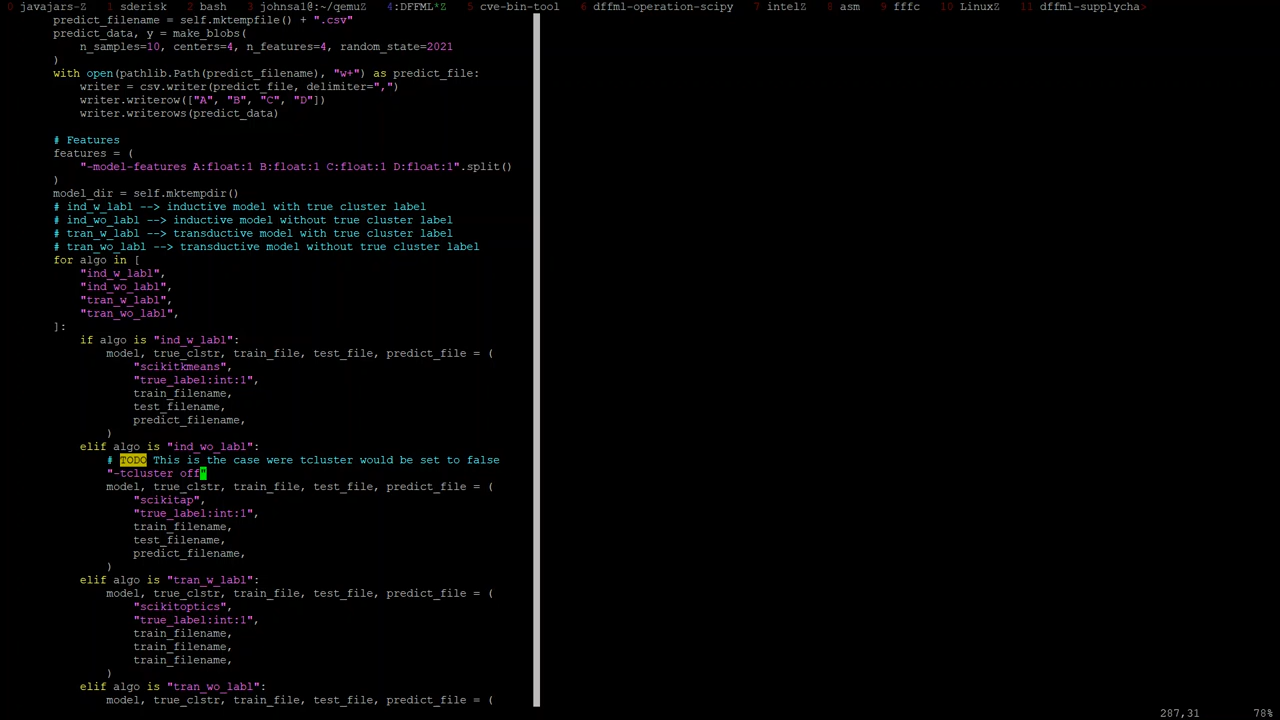 0 javajars-Z 1 sderisk 2 bash 3 johnsa1@:~/qemuZ 4:DFFML*Z 5 cve-bin-tool 6 dffml-operation-scipy 7 intelZ 8 asm 9 fffc 10 LinuxZ 11 dffml-supplycha>
predict_filename = self.mktempfile() + ".csv"
predict_data, y = make_blobs(
n_samples=10, centers=4, n_features=4, random_state=2021
)
with open(pathlib.Path(predict_filename), "w+") as predict_file:
writer = csv.writer(predict_file, delimiter=",")
writer.writerow(["A", "B", "C", "D"])
writer.writerows(predict_data)
# Features
features = (
"-model-features A:float:1 B:float:1 C:float:1 D:float:1".split()
)
model_dir = self.mktempdir()
# ind_w_labl --> inductive model with true cluster label
# ind_wo_labl --> inductive model without true cluster label
# tran_w_labl --> transductive model with true cluster label
# tran_wo_labl --> transductive model without true cluster label
for algo in [
"ind_w_labl",
"ind_wo_labl",
"tran_w_labl",
"tran_wo_labl",
]:
if algo is "ind_w_labl":
model, true_clstr, train_file, test_file, predict_file = (
"scikitkmeans",
"true_label:int:1",
train_filename,
test_filename,
predict_filename,
)
elif algo is "ind_wo_labl":
# TODO This is the case were tcluster would be set to false
"-tcluster off"
model, true_clstr, train_file, test_file, predict_file = (
"scikitap",
"true_label:int:1",
train_filename,
test_filename,
predict_filename,
)
elif algo is "tran_w_labl":
model, true_clstr, train_file, test_file, predict_file = (
"scikitoptics",
"true_label:int:1",
train_filename,
train_filename,
train_filename,
)
elif algo is "tran_wo_labl":
model, true_clstr, train_file, test_file, predict_file = (
287,31 78%